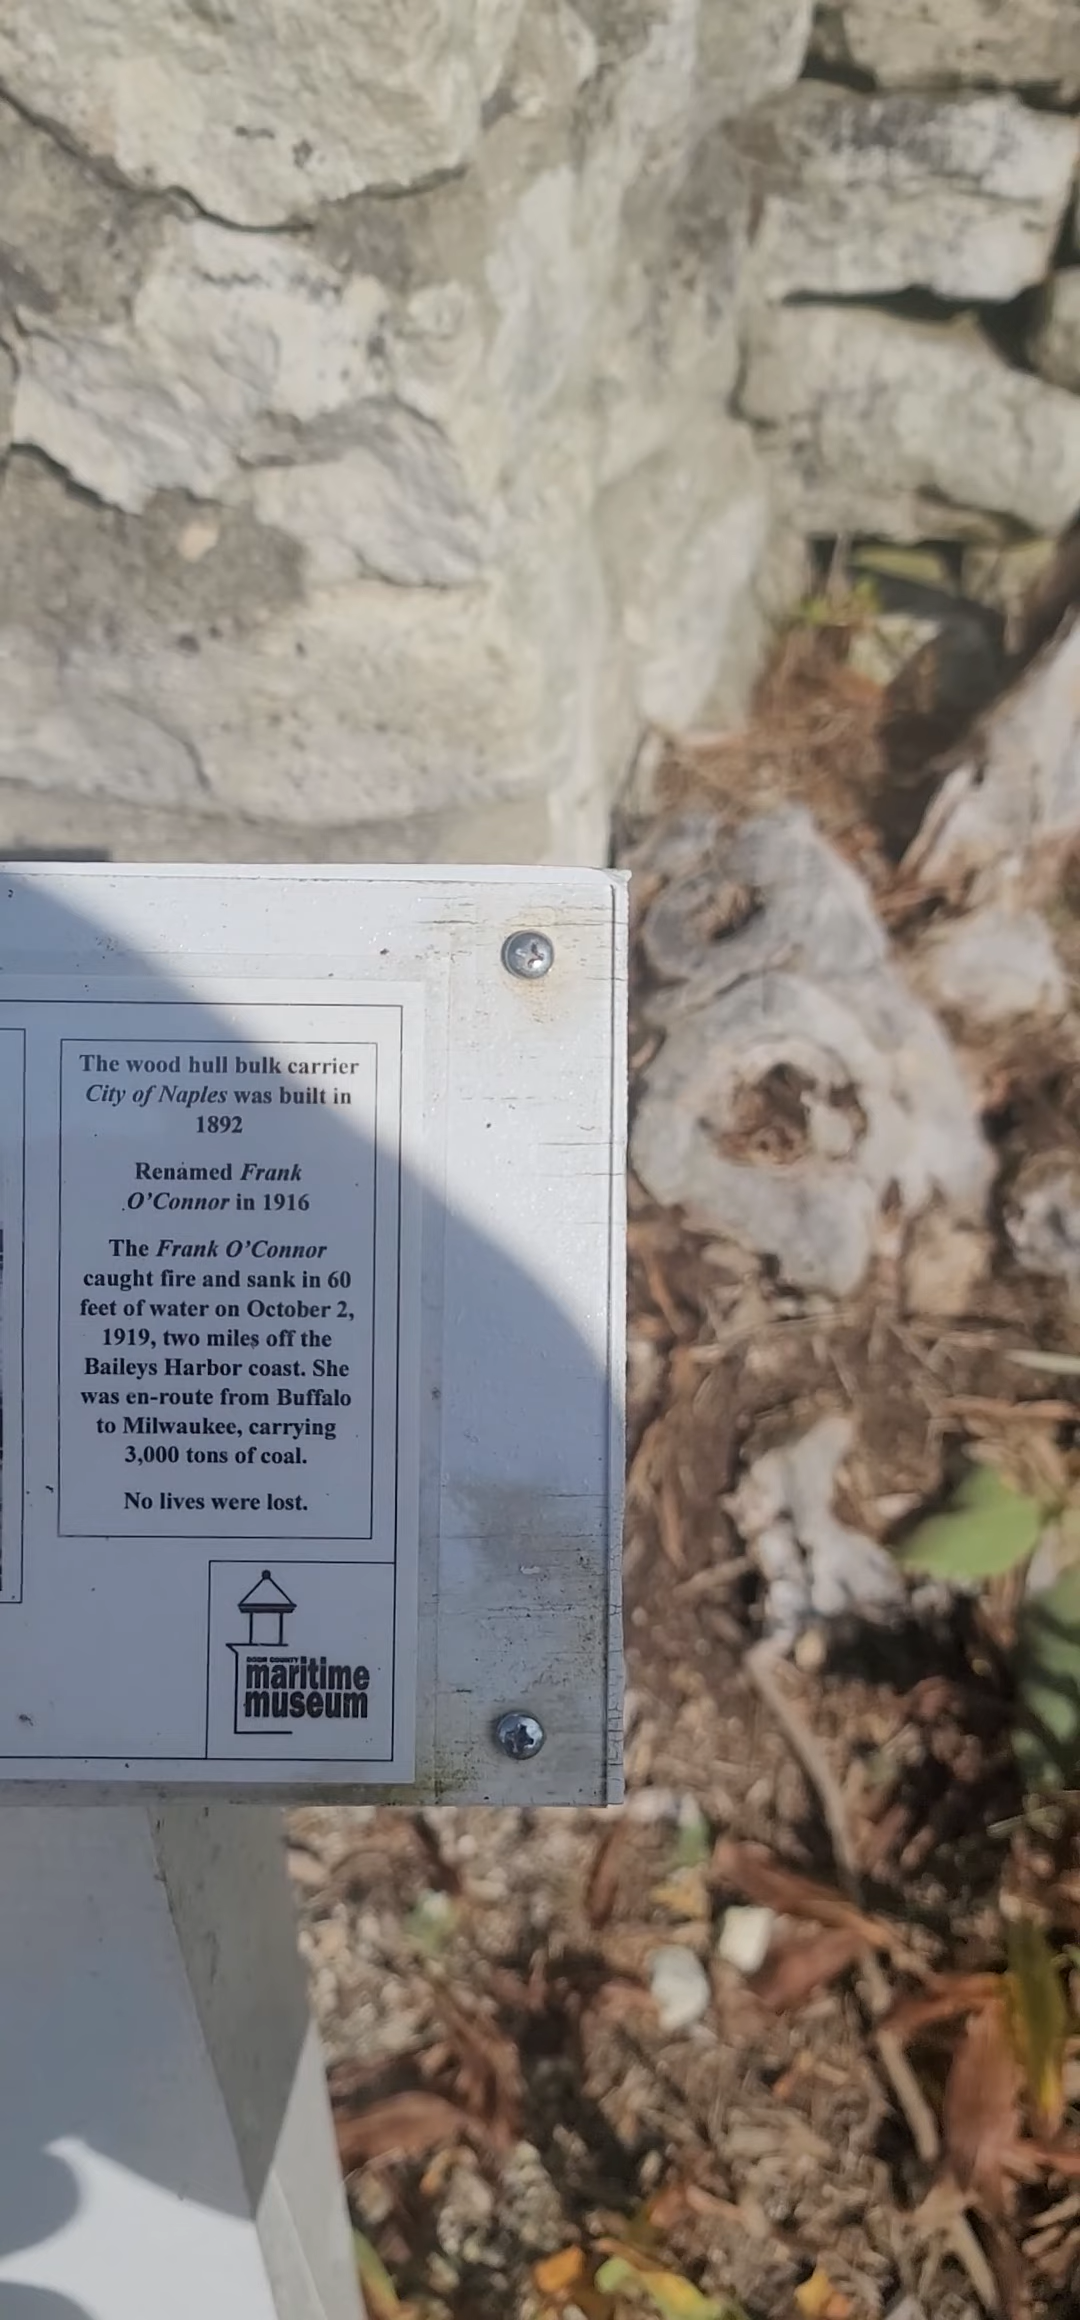 The wood hull bulk carrier
City of Naples was built in
1892
Renamed Frank
O'Connor in 1916
The Frank O'Connor
caught fire and sank in 60
feet of water on October 2,
1919, two miles off the
Baileys Harbor coast. She
was en-route from Buffalo
to Milwaukee, carrying
3,000 tons of coal.
No lives were lost.
DOOR COUNTY
maritime
museum